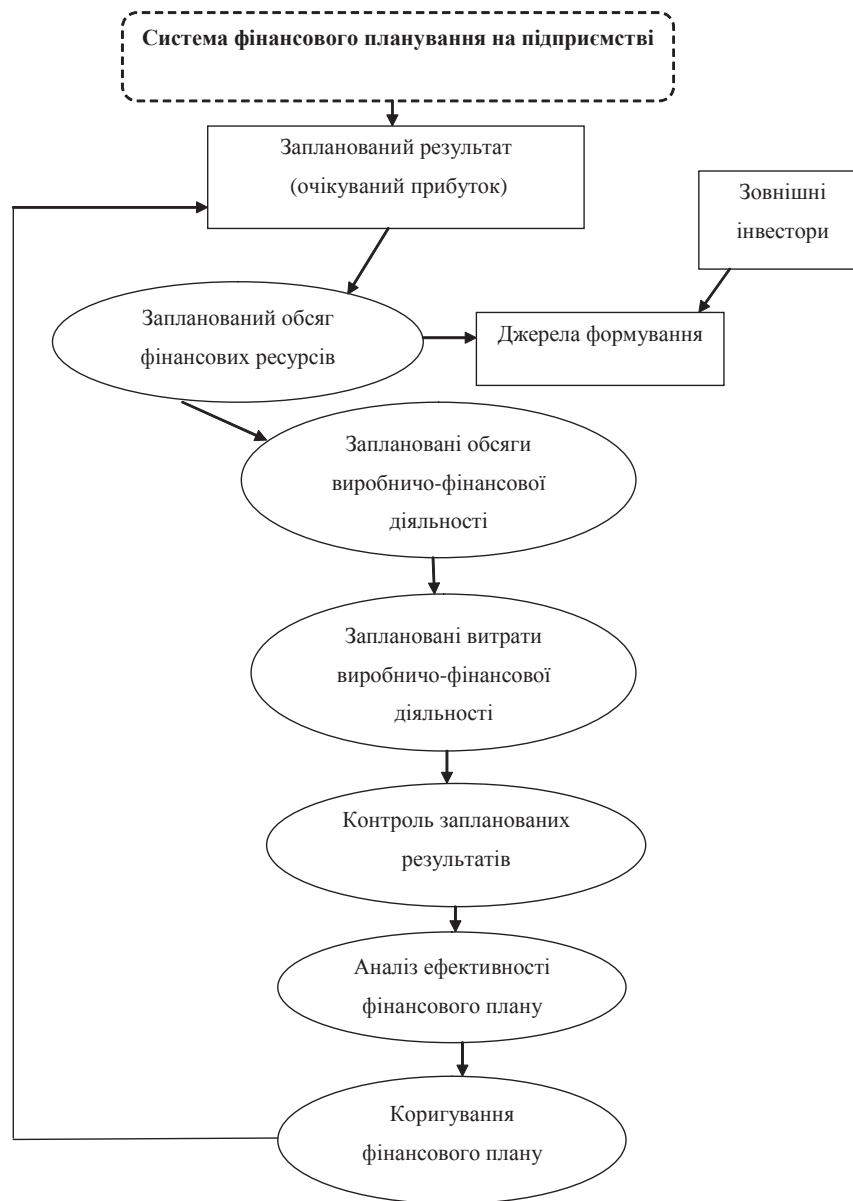 Система фінансового планування на підприємстві
Запланований результат
(очікуваний прибуток)
Зовнішні
інвестори
Запланований обсяг
фінансових ресурсів
Джерела формування
Заплановані обсяги
виробничо-фінансової
діяльності
Заплановані витрати
виробничо-фінансової
діяльності
Контроль запланованих
результатів
Аналіз ефективності
фінансового плану
Коригування
фінансового плану